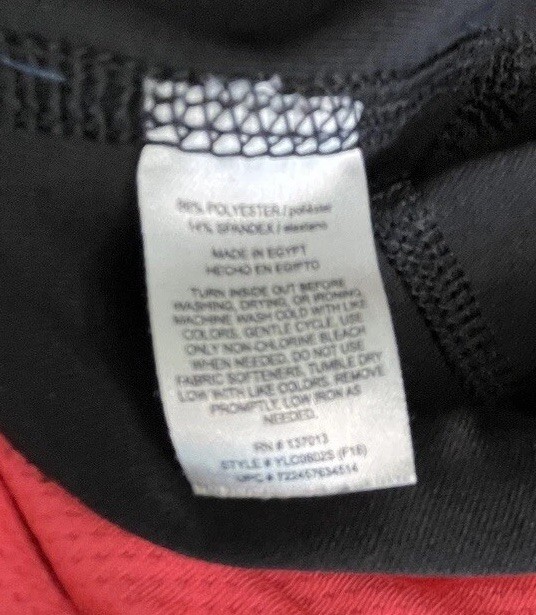 86% POLYESTER / poliéster
14% SPANDEX / elastano
MADE IN EGYPT
HECHO EN EGIPTO
TURN INSIDE OUT BEFORE
WASHING, DRYING, OR IRONING.
MACHINE WASH COLD WITH LIKE
COLORS, GENTLE CYCLE, USE
ONLY NON-CHLORINE BLEACH
WHEN NEEDED, DO NOT USE
FABRIC SOFTENERS, TUMBLE DRY
LOW WITH LIKE COLORS, REMOVE
PROMPTLY, LOW IRON AS
NEEDED.
RN # 137013
STYLE # (F16)
UPC #